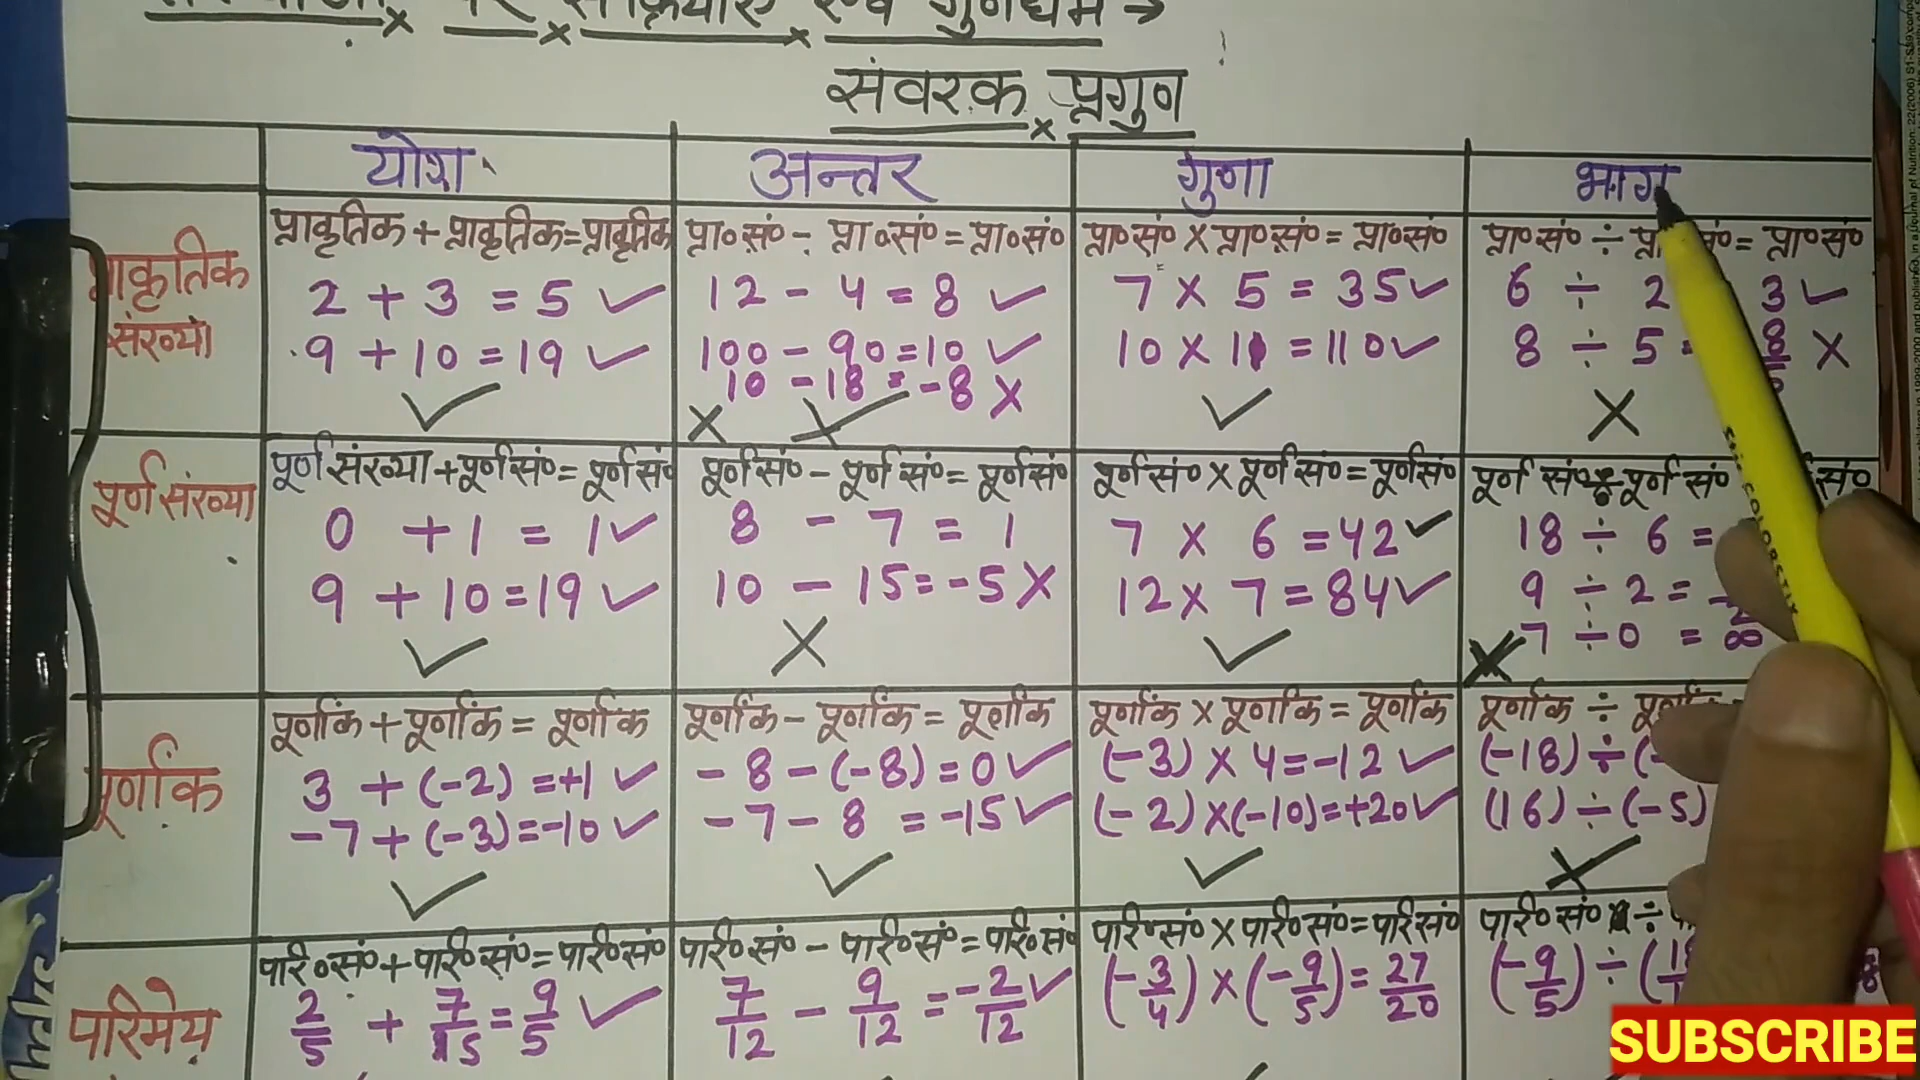 संवरक प्रगुण
योग अन्तर गुणा भाग
प्राकृतिक संख्या
प्राकृतिक + प्राकृतिक = प्राकृतिक
2 + 3 = 5 ✓
9 + 10 = 19 ✓
✓
प्रा०सं० - प्रा०सं० = प्रा०सं०
12 - 4 = 8 ✓
100 - 90 = 10 ✓
10 - 18 = -8 ×
×
प्रा०सं० × प्रा०सं० = प्रा०सं०
7 × 5 = 35 ✓
10 × 11 = 110 ✓
✓
प्रा०सं० ÷ सं० = प्रा०सं०
6 ÷ 2 3 ✓
8 ÷ 5 = ×
×
पूर्ण संख्या
पूर्ण संख्या + पूर्ण सं० = पूर्ण सं०
0 + 1 = 1 ✓
9 + 10 = 19 ✓
✓
पूर्ण सं० - पूर्ण सं० = पूर्ण सं०
8 - 7 = 1
10 - 15 = -5 ×
×
पूर्ण सं० × पूर्ण सं० = पूर्ण सं०
7 × 6 = 42 ✓
12 × 7 = 84 ✓
✓
पूर्ण सं० ÷ पूर्ण सं० सं०
18 ÷ 6 =
9 ÷ 2 =
× 7 ÷ 0 = ∞
पूर्णांक
पूर्णांक + पूर्णांक = पूर्णांक
3 + (-2) = +1 ✓
-7 + (-3) = -10 ✓
✓
पूर्णांक - पूर्णांक = पूर्णांक
-8 - (-8) = 0 ✓
-7 - 8 = -15 ✓
✓
पूर्णांक × पूर्णांक = पूर्णांक
(-3) × 4 = -12 ✓
(-2) × (-10) = +20 ✓
✓
पूर्णांक ÷
(-18) ÷ (-
(16) ÷ (-5)
×
परिमेय
परि०सं० + परि०सं० = परि०सं०
2/5 + 7/5 = 9/5 ✓
परि०सं० - परि०सं० = परि०सं०
7/12 - 9/12 = -2/12 ✓
परि०सं० × परि०सं० = परि सं०
(-3/4) × (-9/5) = 27/20
परि० सं० ÷
(-9/5) ÷
SUBSCRIBE